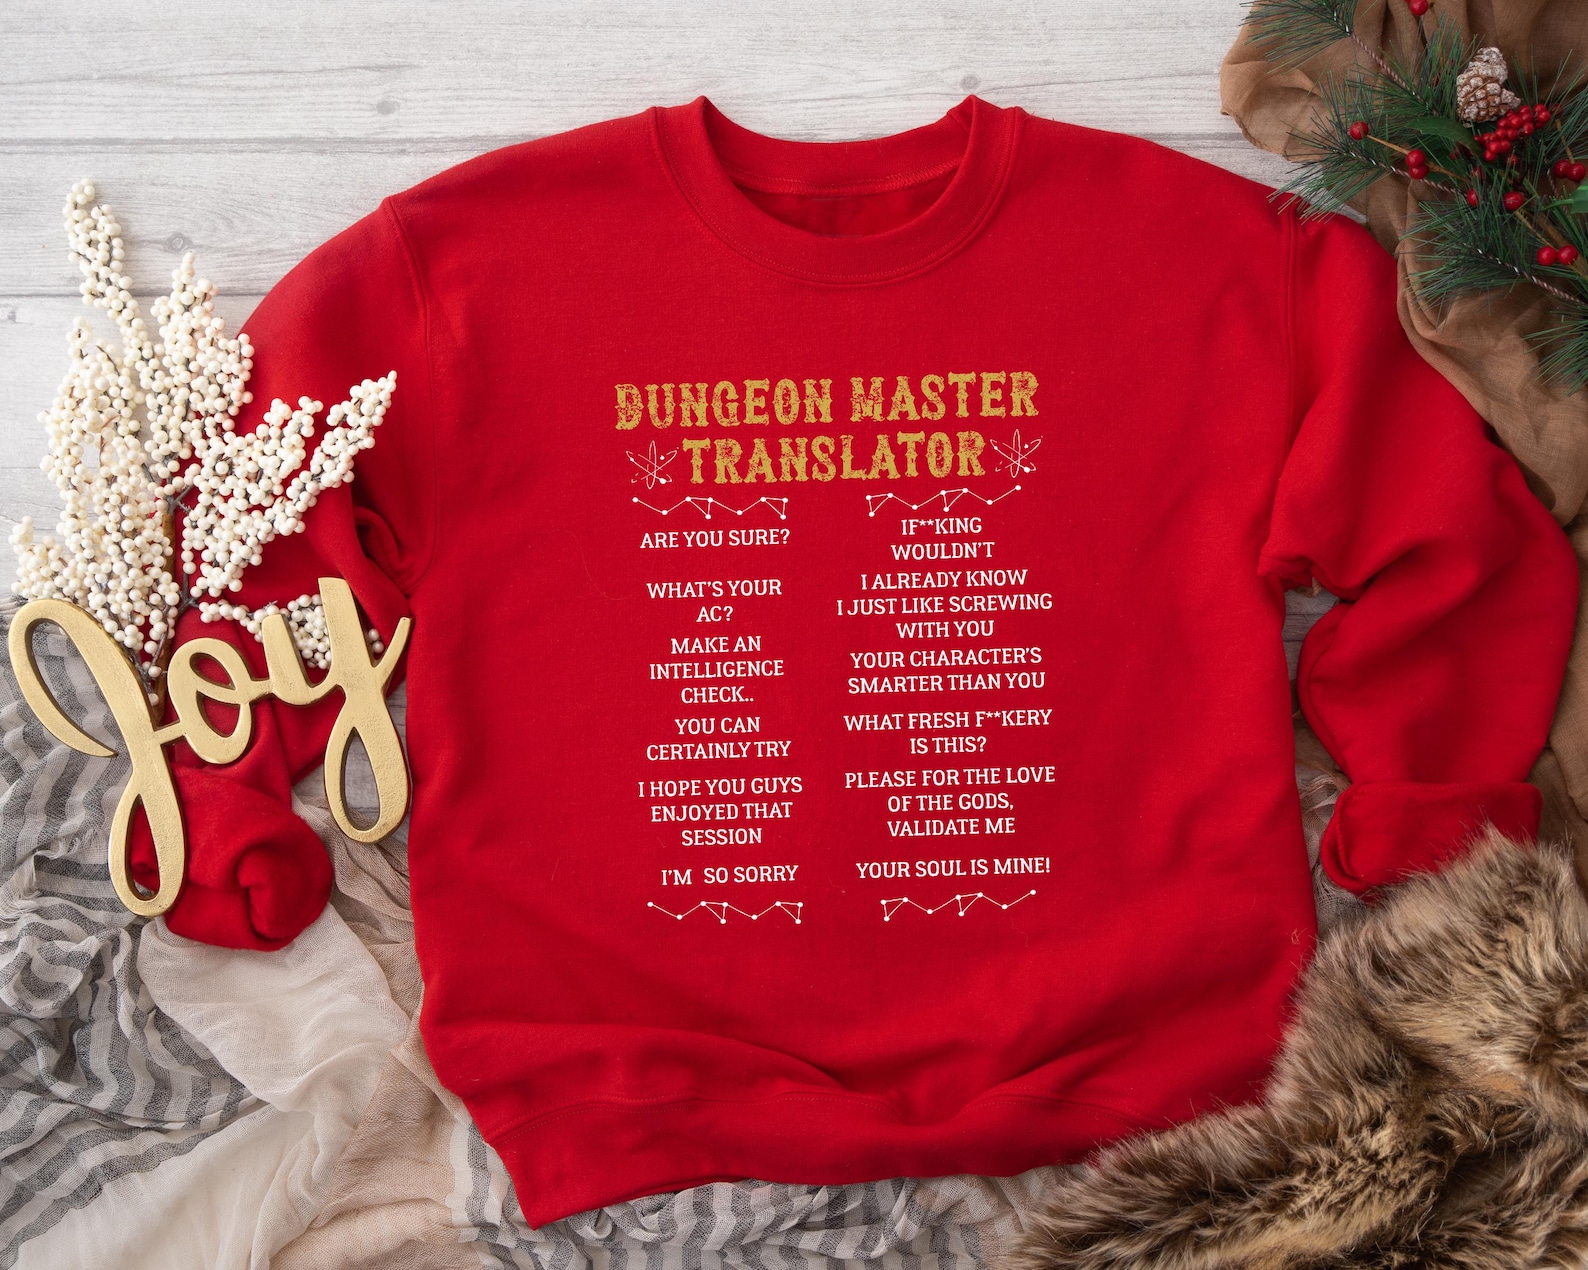 Joy
DUNGEON MASTER
TRANSLATOR
ARE YOU SURE?
IF**KING
WOULDN'T
WHAT'S YOUR
AC?
I ALREADY KNOW
I JUST LIKE SCREWING
WITH YOU
MAKE AN
INTELLIGENCE
CHECK..
YOUR CHARACTER'S
SMARTER THAN YOU
YOU CAN
CERTAINLY TRY
WHAT FRESH F**KERY
IS THIS?
I HOPE YOU GUYS
ENJOYED THAT
SESSION
PLEASE FOR THE LOVE
OF THE GODS,
VALIDATE ME
I'M SO SORRY
YOUR SOUL IS MINE!